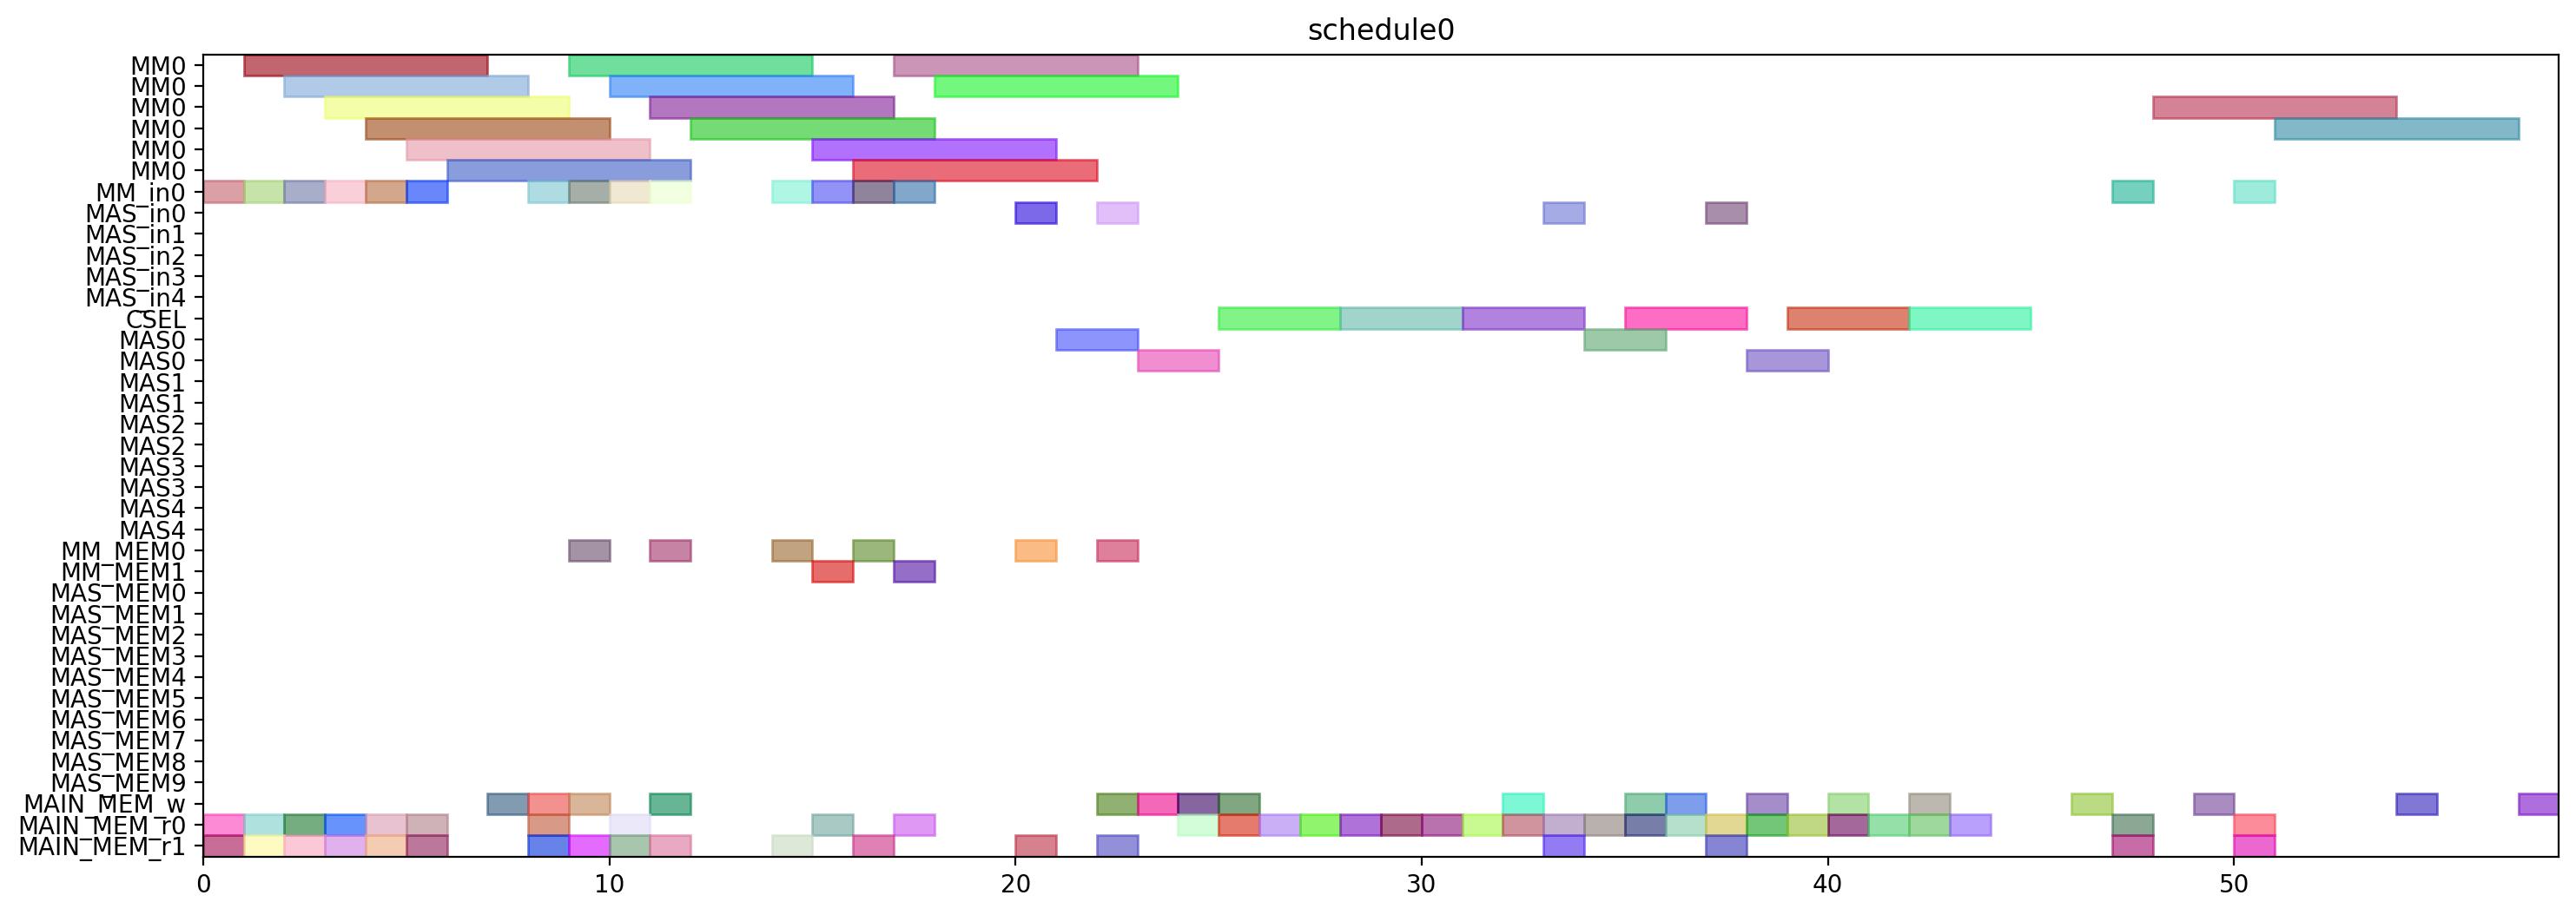 schedule0
MM0
MM0
MM0
MM0
MM0
MM0
MM_in0
MAS_in0
MAS_in1
MAS_in2
MAS_in3
MAS_in4
CSEL
MAS0
MAS0
MAS1
MAS1
MAS2
MAS2
MAS3
MAS3
MAS4
MAS4
MM_MEM0
MM_MEM1
MAS_MEM0
MAS_MEM1
MAS_MEM2
MAS_MEM3
MAS_MEM4
MAS_MEM5
MAS_MEM6
MAS_MEM7
MAS_MEM8
MAS_MEM9
MAIN_MEM_w
MAIN_MEM_r0
MAIN_MEM_r1
0 10 20 30 40 50